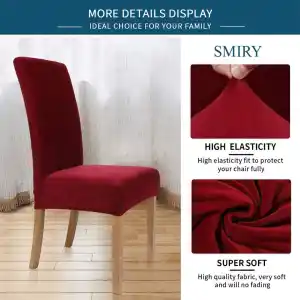 MORE DETAILS DISPLAY
IDEAL CHOICE FOR YOUR FAMILY
SMIRY
HIGH ELASTICITY
High elasticity fit to protect
your chair fully
SUPER SOFT
High quality fabric, very soft
and will no fading